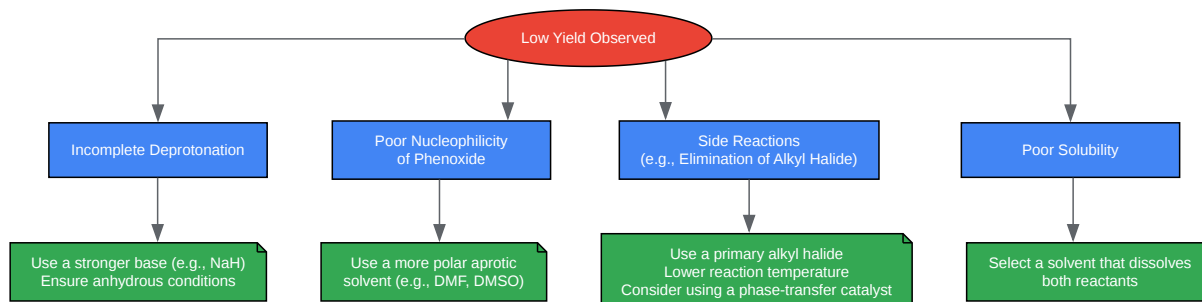 Low Yield Observed
Incomplete Deprotonation
Poor Nucleophilicity
of Phenoxide
Side Reactions
(e.g., Elimination of Alkyl Halide)
Poor Solubility
Use a stronger base (e.g., NaH)
Ensure anhydrous conditions
Use a more polar aprotic
solvent (e.g., DMF, DMSO)
Use a primary alkyl halide
Lower reaction temperature
Consider using a phase-transfer catalyst
Select a solvent that dissolves
both reactants